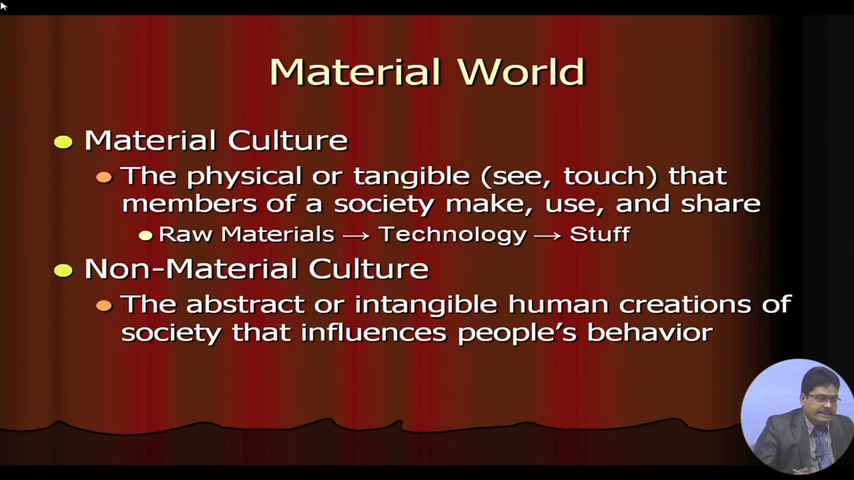 Material World
Material Culture
The physical or tangible (see, touch) that
members of a society make, use, and share
Raw Materials → Technology → Stuff
Non-Material Culture
The abstract or intangible human creations of
society that influences people's behavior